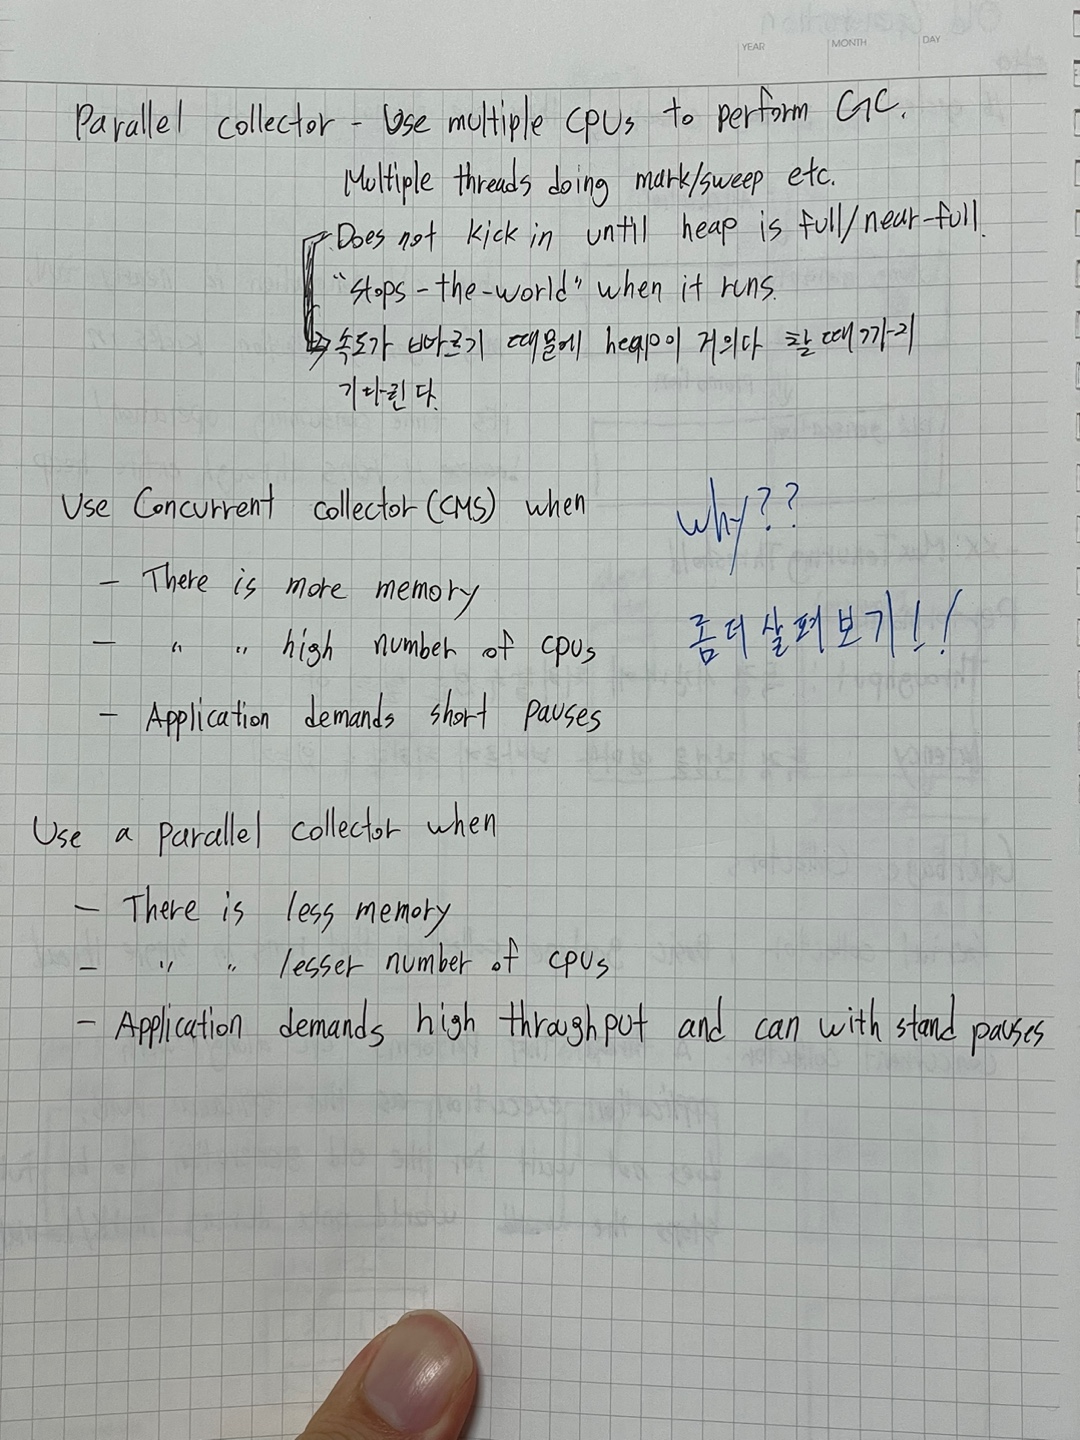 YEAR MONTH DAY
Parallel collector - Use multiple CPUs to perform GC.
Multiple threads doing mark/sweep etc.
Does not kick in until heap is full/near-full.
"stops-the-world" when it runs.
속도가 빠르기 때문에 heap이 거의다 찰 때까지
기다린다.
Use Concurrent collector (CMS) when
Why??
- There is more memory
좀 더 살펴보기!!
- " " high number of cpus
- Application demands short pauses
Use a parallel collector when
- There is less memory
- " " lesser number of cpus
- Application demands high throughput and can with stand pauses